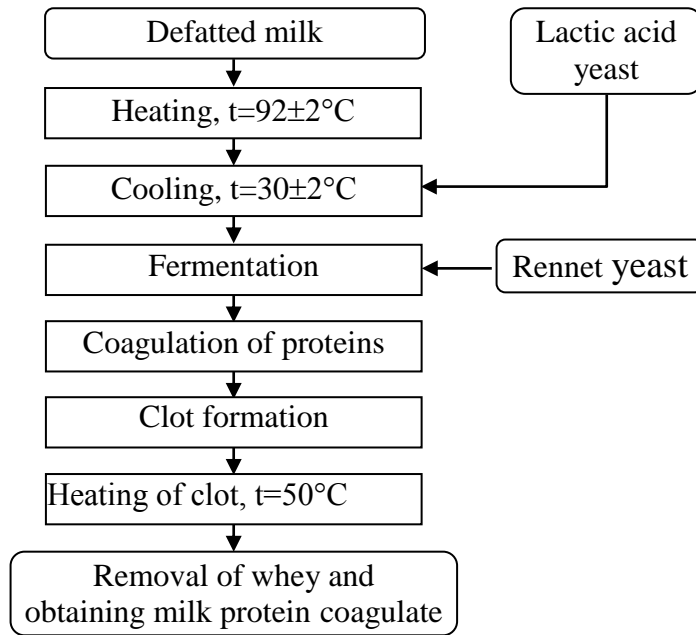 Defatted milk
Lactic acid
yeast
Heating, t=92±2°C
Cooling, t=30±2°C
Fermentation
Rennet yeast
Coagulation of proteins
Clot formation
Heating of clot, t=50°C
Removal of whey and
obtaining milk protein coagulate